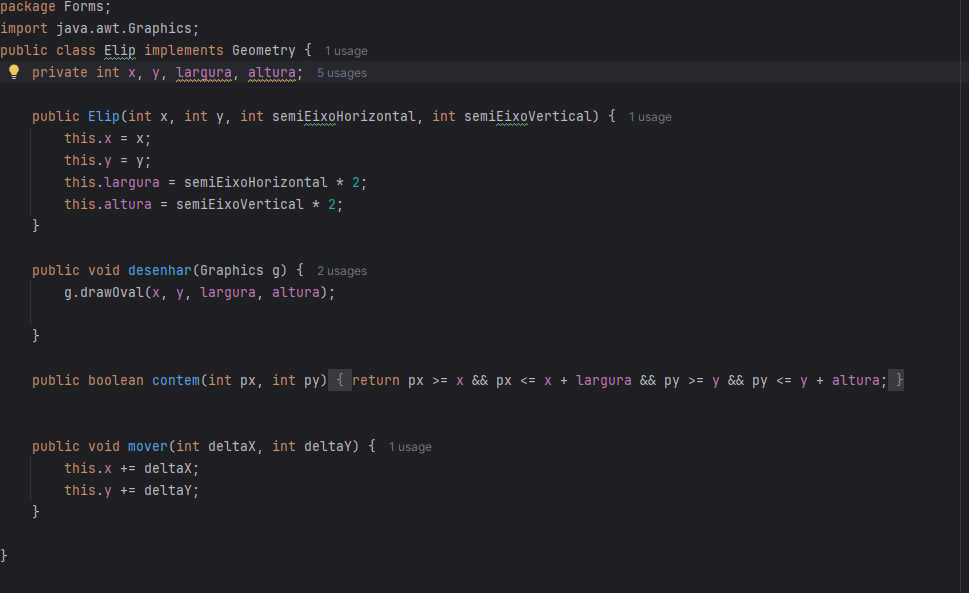 package Forms;
import java.awt.Graphics;
public class Elip implements Geometry {  1 usage
    private int x, y, largura, altura;  5 usages

    public Elip(int x, int y, int semiEixoHorizontal, int semiEixoVertical) {  1 usage
        this.x = x;
        this.y = y;
        this.largura = semiEixoHorizontal * 2;
        this.altura = semiEixoVertical * 2;
    }

    public void desenhar(Graphics g) {  2 usages
        g.drawOval(x, y, largura, altura);

    }

    public boolean contem(int px, int py) { return px >= x && px <= x + largura && py >= y && py <= y + altura; }


    public void mover(int deltaX, int deltaY) {  1 usage
        this.x += deltaX;
        this.y += deltaY;
    }

}